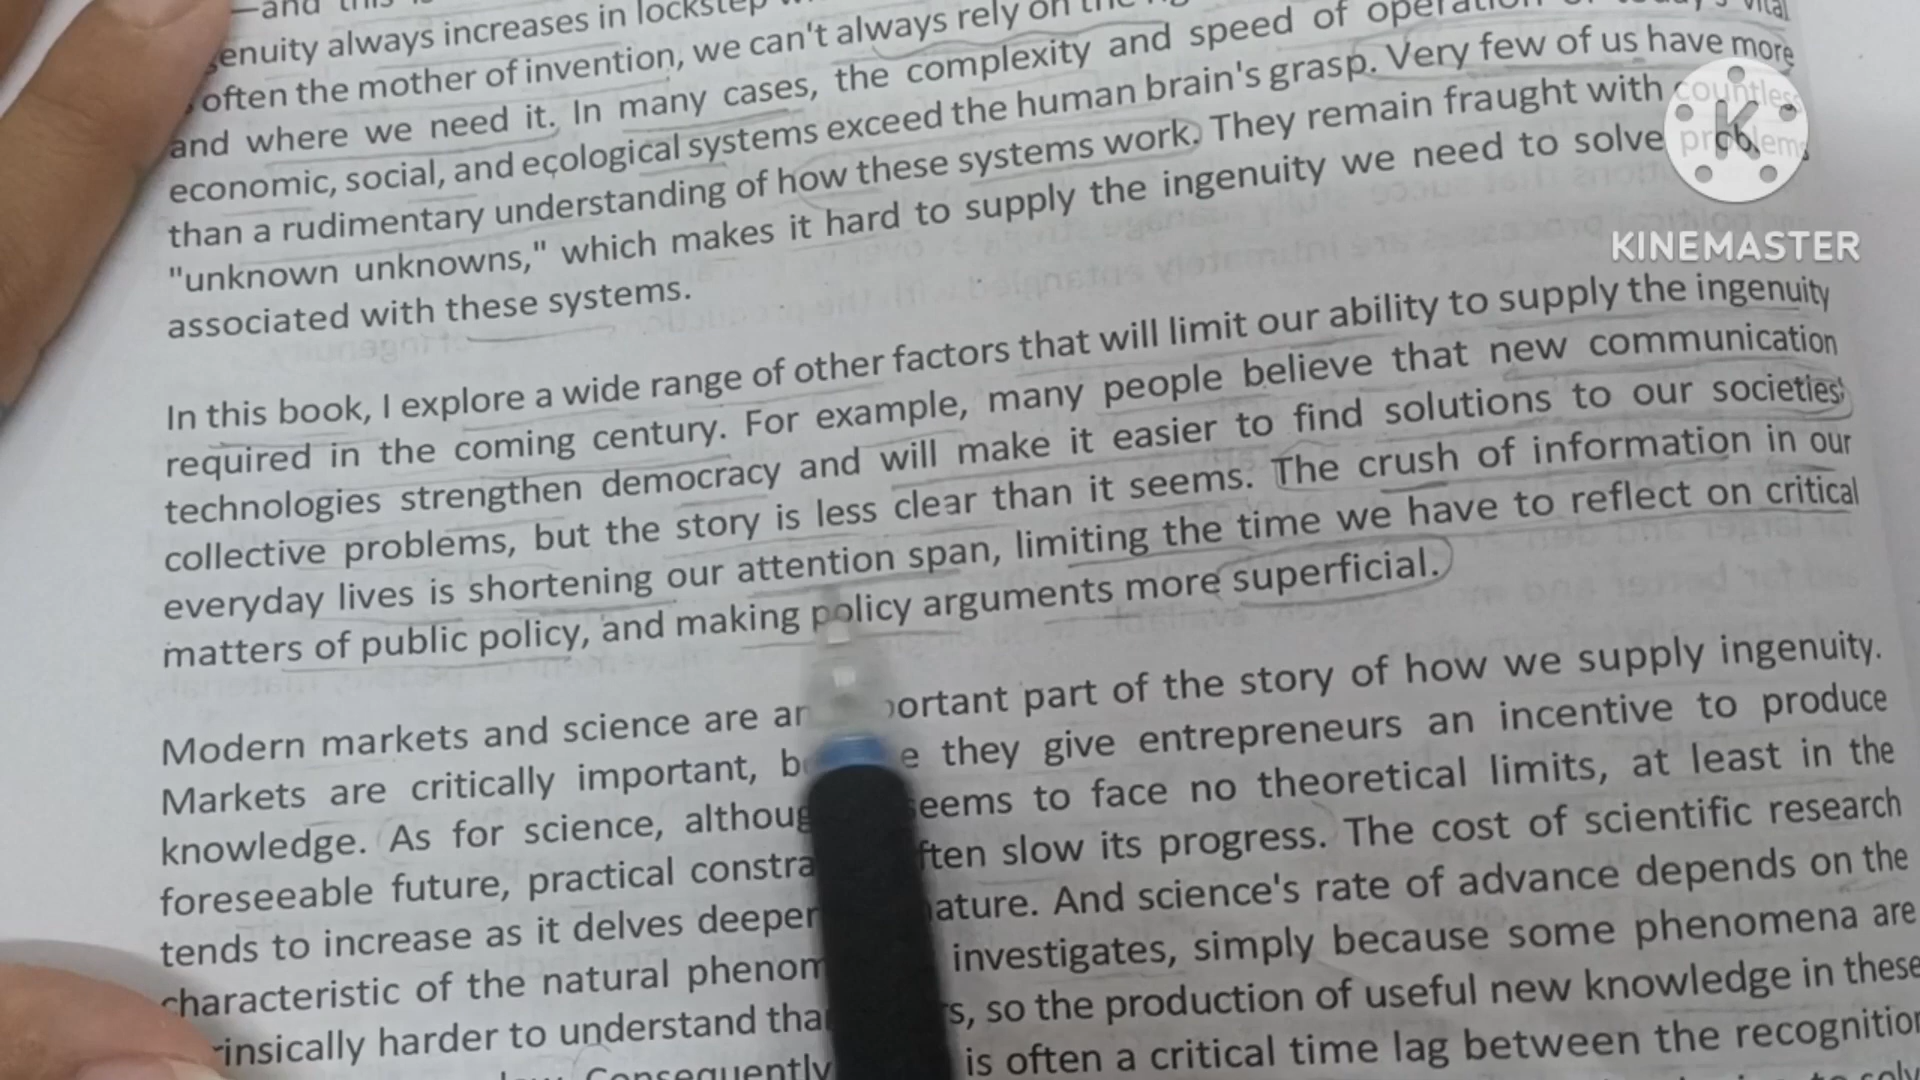 —and this
enuity always increases in lockstep
often the mother of invention, we can't always rely on
and where we need it. In many cases, the complexity and speed of operation vital
economic, social, and ecological systems exceed the human brain's grasp. Very few of us have more
than a rudimentary understanding of how these systems work. They remain fraught with countless
"unknown unknowns," which makes it hard to supply the ingenuity we need to solve problems
associated with these systems.
In this book, I explore a wide range of other factors that will limit our ability to supply the ingenuity
required in the coming century. For example, many people believe that new communication
technologies strengthen democracy and will make it easier to find solutions to our societies'
collective problems, but the story is less clear than it seems. The crush of information in our
everyday lives is shortening our attention span, limiting the time we have to reflect on critical
matters of public policy, and making policy arguments more superficial.
Modern markets and science are an portant part of the story of how we supply ingenuity.
Markets are critically important, b e they give entrepreneurs an incentive to produce
knowledge. As for science, althoug seems to face no theoretical limits, at least in the
foreseeable future, practical constra ften slow its progress. The cost of scientific research
tends to increase as it delves deeper ature. And science's rate of advance depends on the
characteristic of the natural phenom investigates, simply because some phenomena are
rinsically harder to understand tha s, so the production of useful new knowledge in these
Consequently is often a critical time lag between the recognition
K
KINEMASTER